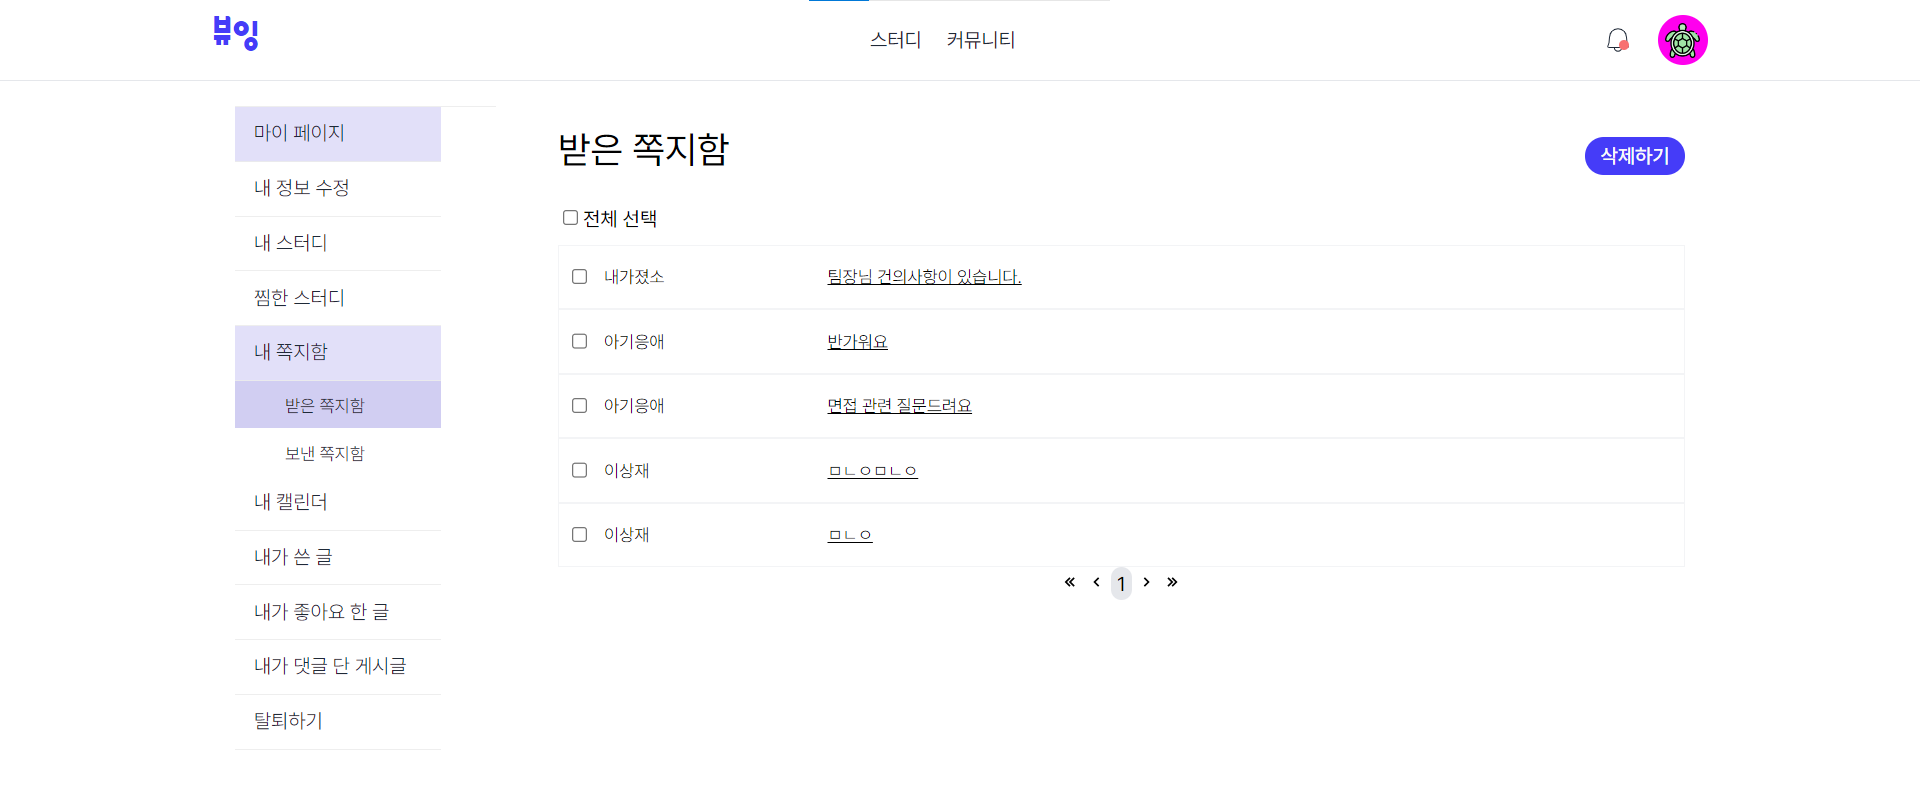 뷰잉
스터디 커뮤니티
마이 페이지
내 정보 수정
내 스터디
찜한 스터디
내 쪽지함
받은 쪽지함
보낸 쪽지함
내 캘린더
내가 쓴 글
내가 좋아요 한 글
내가 댓글 단 게시글
탈퇴하기
받은 쪽지함
삭제하기
전체 선택
내가졌소 팀장님 건의사항이 있습니다.
아기응애 반가워요
아기응애 면접 관련 질문드려요
이상재 ㅁㄴㅇㅁㄴㅇ
이상재 ㅁㄴㅇ
« ‹ 1 › »